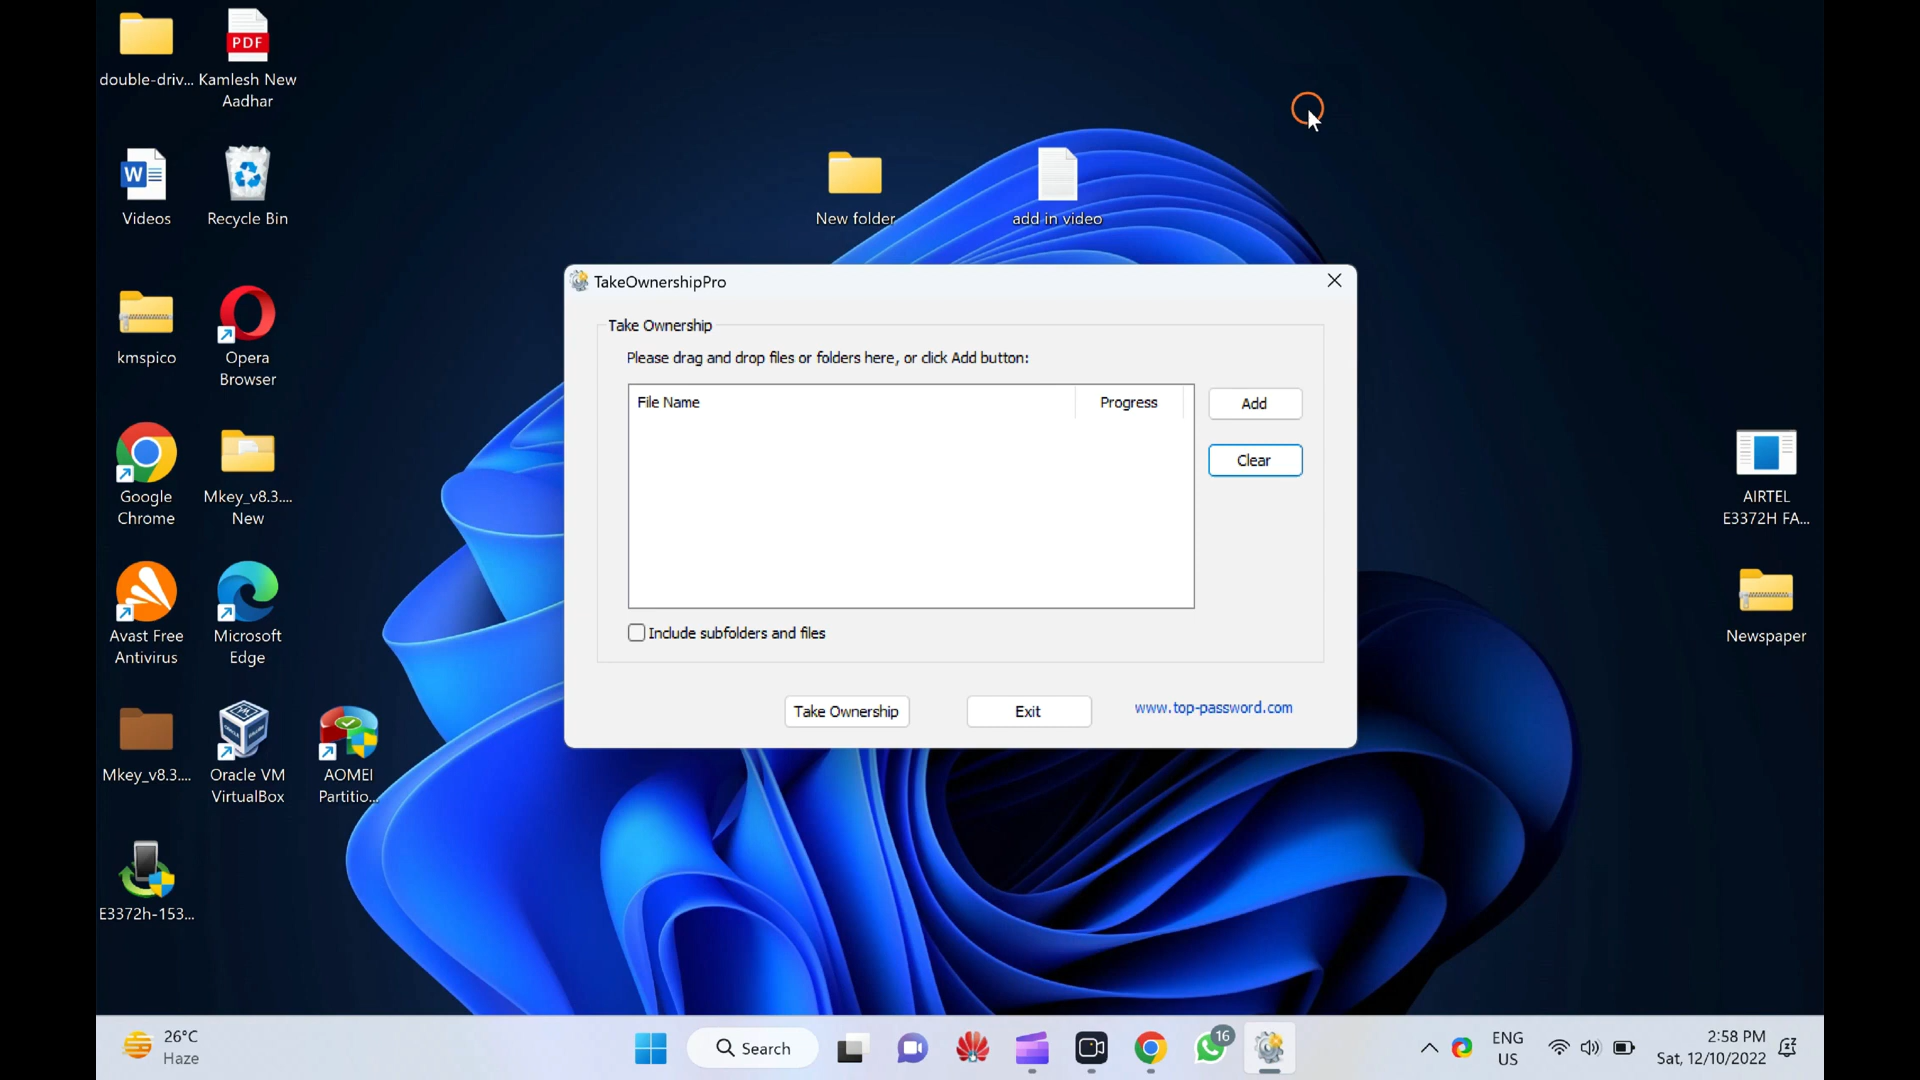 double-driv...
Kamlesh New
Aadhar
PDF
W
Videos
Recycle Bin
New folder
add in video
kmspico
Opera
Browser
Google
Chrome
Mkey_v8.3....
New
Avast Free
Antivirus
Microsoft
Edge
Mkey_v8.3....
Oracle VM
VirtualBox
AOMEI
Partitio...
E3372h-153...
TakeOwnershipPro
Take Ownership
Please drag and drop files or folders here, or click Add button:
File Name
Progress
Add
Clear
Include subfolders and files
Take Ownership
Exit
www.top-password.com
AIRTEL
E3372H FA...
Newspaper
26°C
Haze
Search
16
ENG
US
2:58 PM
Sat, 12/10/2022